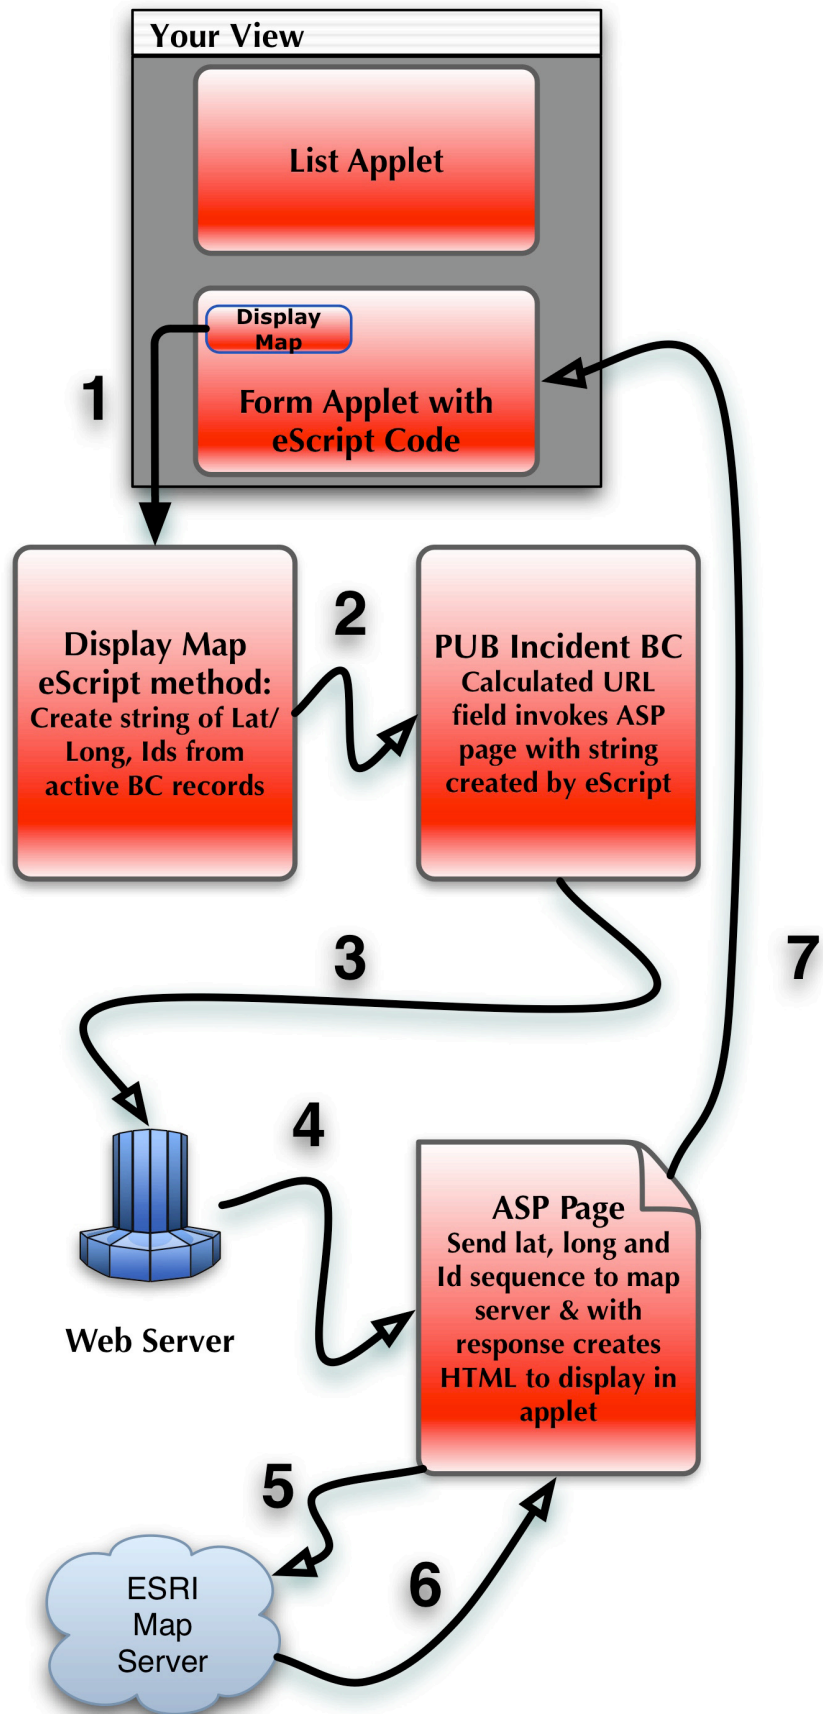 Your View
List Applet
Display
Map
1
Form Applet with
eScript Code
Display Map
eScript method:
Create string of Lat/
Long, Ids from
active BC records
2
PUB Incident BC
Calculated URL
field invokes ASP
page with string
created by eScript
3
7
4
Web Server
ASP Page
Send lat, long and
Id sequence to map
server & with
response creates
HTML to display in
applet
5
6
ESRI
Map
Server